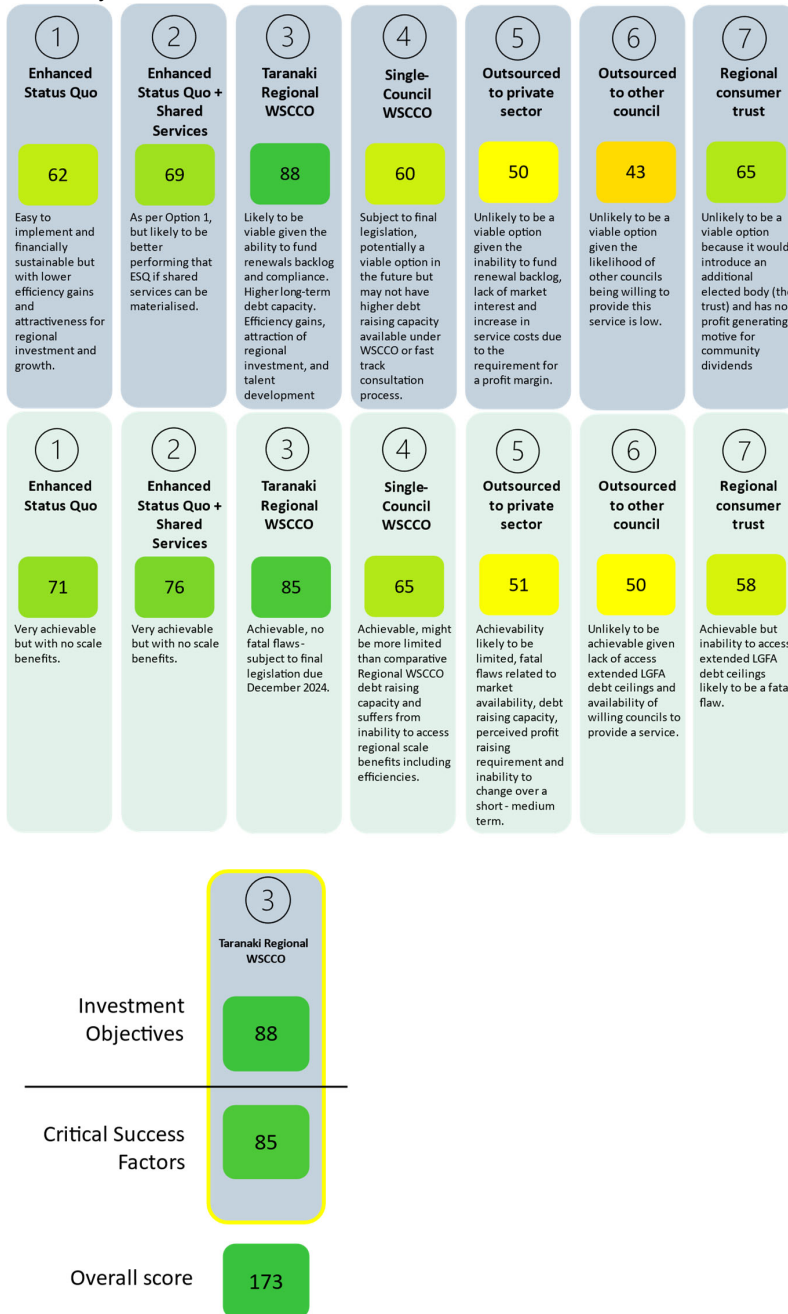 1
Enhanced
Status Quo
62
Easy to
implement and
financially
sustainable but
with lower
efficiency gains
and
attractiveness for
regional
investment and
growth.
2
Enhanced
Status Quo +
Shared
Services
69
As per Option 1,
but likely to be
better
performing that
ESQ if shared
services can be
materialised.
3
Taranaki
Regional
WSCCO
88
Likely to be
viable given the
ability to fund
renewals backlog
and compliance.
Higher long-term
debt capacity.
Efficiency gains,
attraction of
regional
investment, and
talent
development
4
Single-
Council
WSCCO
60
Subject to final
legislation,
potentially a
viable option in
the future but
may not have
higher debt
raising capacity
available under
WSCCO or fast
track
consultation
process.
5
Outsourced
to private
sector
50
Unlikely to be a
viable option
given the
inability to fund
renewal backlog,
lack of market
interest and
increase in
service costs due
to the
requirement for
a profit margin.
6
Outsourced
to other
council
43
Unlikely to be a
viable option
given the
likelihood of
other councils
being willing to
provide this
service is low.
7
Regional
consumer
trust
65
Unlikely to be a
viable option
because it would
introduce an
additional
elected body (the
trust) and has no
profit generating
motive for
community
dividends
1
Enhanced
Status Quo
71
Very achievable
but with no scale
benefits.
2
Enhanced
Status Quo +
Shared
Services
76
Very achievable
but with no scale
benefits.
3
Taranaki
Regional
WSCCO
85
Achievable, no
fatal flaws -
subject to final
legislation due
December 2024.
4
Single-
Council
WSCCO
65
Achievable, might
be more limited
than comparative
Regional WSCCO
debt raising
capacity and
suffers from
inability to access
regional scale
benefits including
efficiencies.
5
Outsourced
to private
sector
51
Achievability
likely to be
limited, fatal
flaws related to
market
availability, debt
raising capacity,
perceived profit
raising
requirement and
inability to
change over a
short - medium
term.
6
Outsourced
to other
council
50
Unlikely to be
achievable given
lack of access
extended LGFA
debt ceilings and
availability of
willing councils to
provide a service.
7
Regional
consumer
trust
58
Achievable but
inability to access
extended LGFA
debt ceilings
likely to be a fatal
flaw.
3
Taranaki Regional
WSCCO
Investment
Objectives
88
Critical Success
Factors
85
Overall score
173